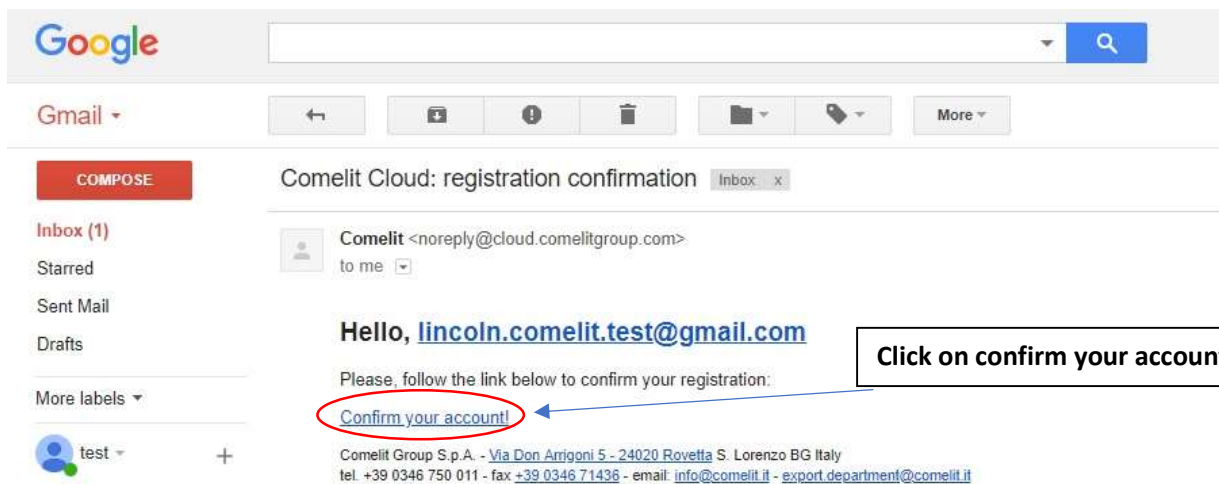 Google
Gmail
More
COMPOSE
Comelit Cloud: registration confirmation Inbox x
Inbox (1)
Starred
Sent Mail
Drafts
More labels
test +
Comelit <noreply@cloud.comelitgroup.com>
to me
Hello, lincoln.comelit.test@gmail.com
Please, follow the link below to confirm your registration:
Confirm your account!
Comelit Group S.p.A. - Via Don Arrigoni 5 - 24020 Rovetta S. Lorenzo BG Italy
tel. +39 0346 750 011 - fax +39 0346 71436 - email: info@comelit.it - export.department@comelit.it
Click on confirm your accoun